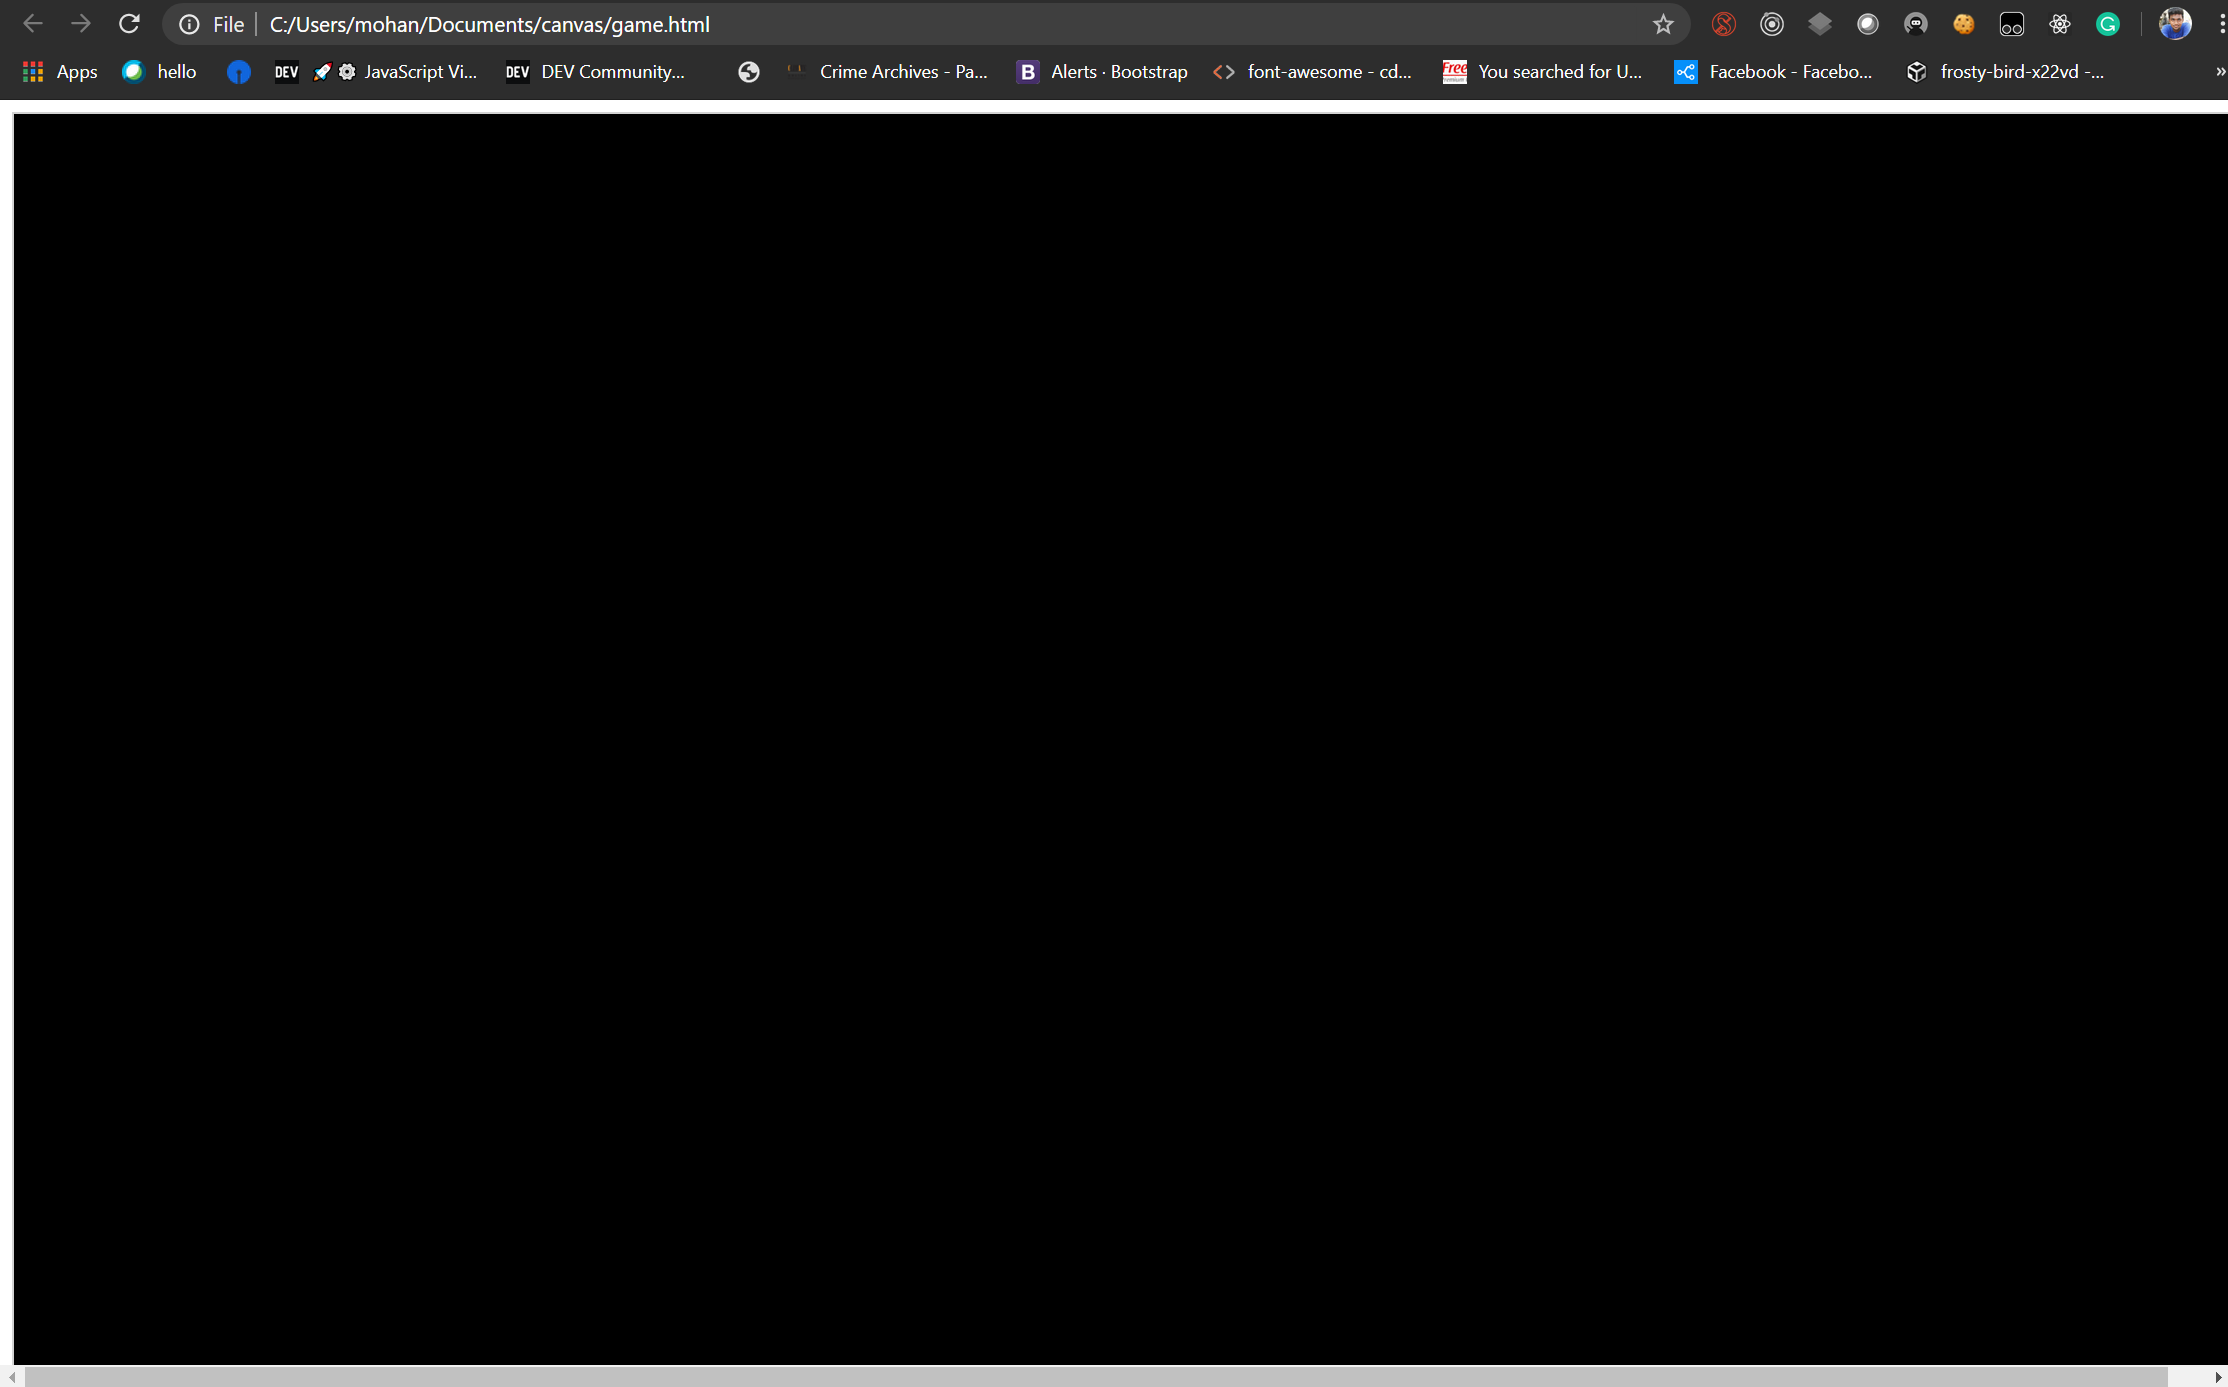 File C:/Users/mohan/Documents/canvas/game.html
Apps hello DEV JavaScript Vi... DEV DEV Community... Crime Archives - Pa... B Alerts · Bootstrap font-awesome - cd... Free You searched for U... Facebook - Facebo... frosty-bird-x22vd -... »